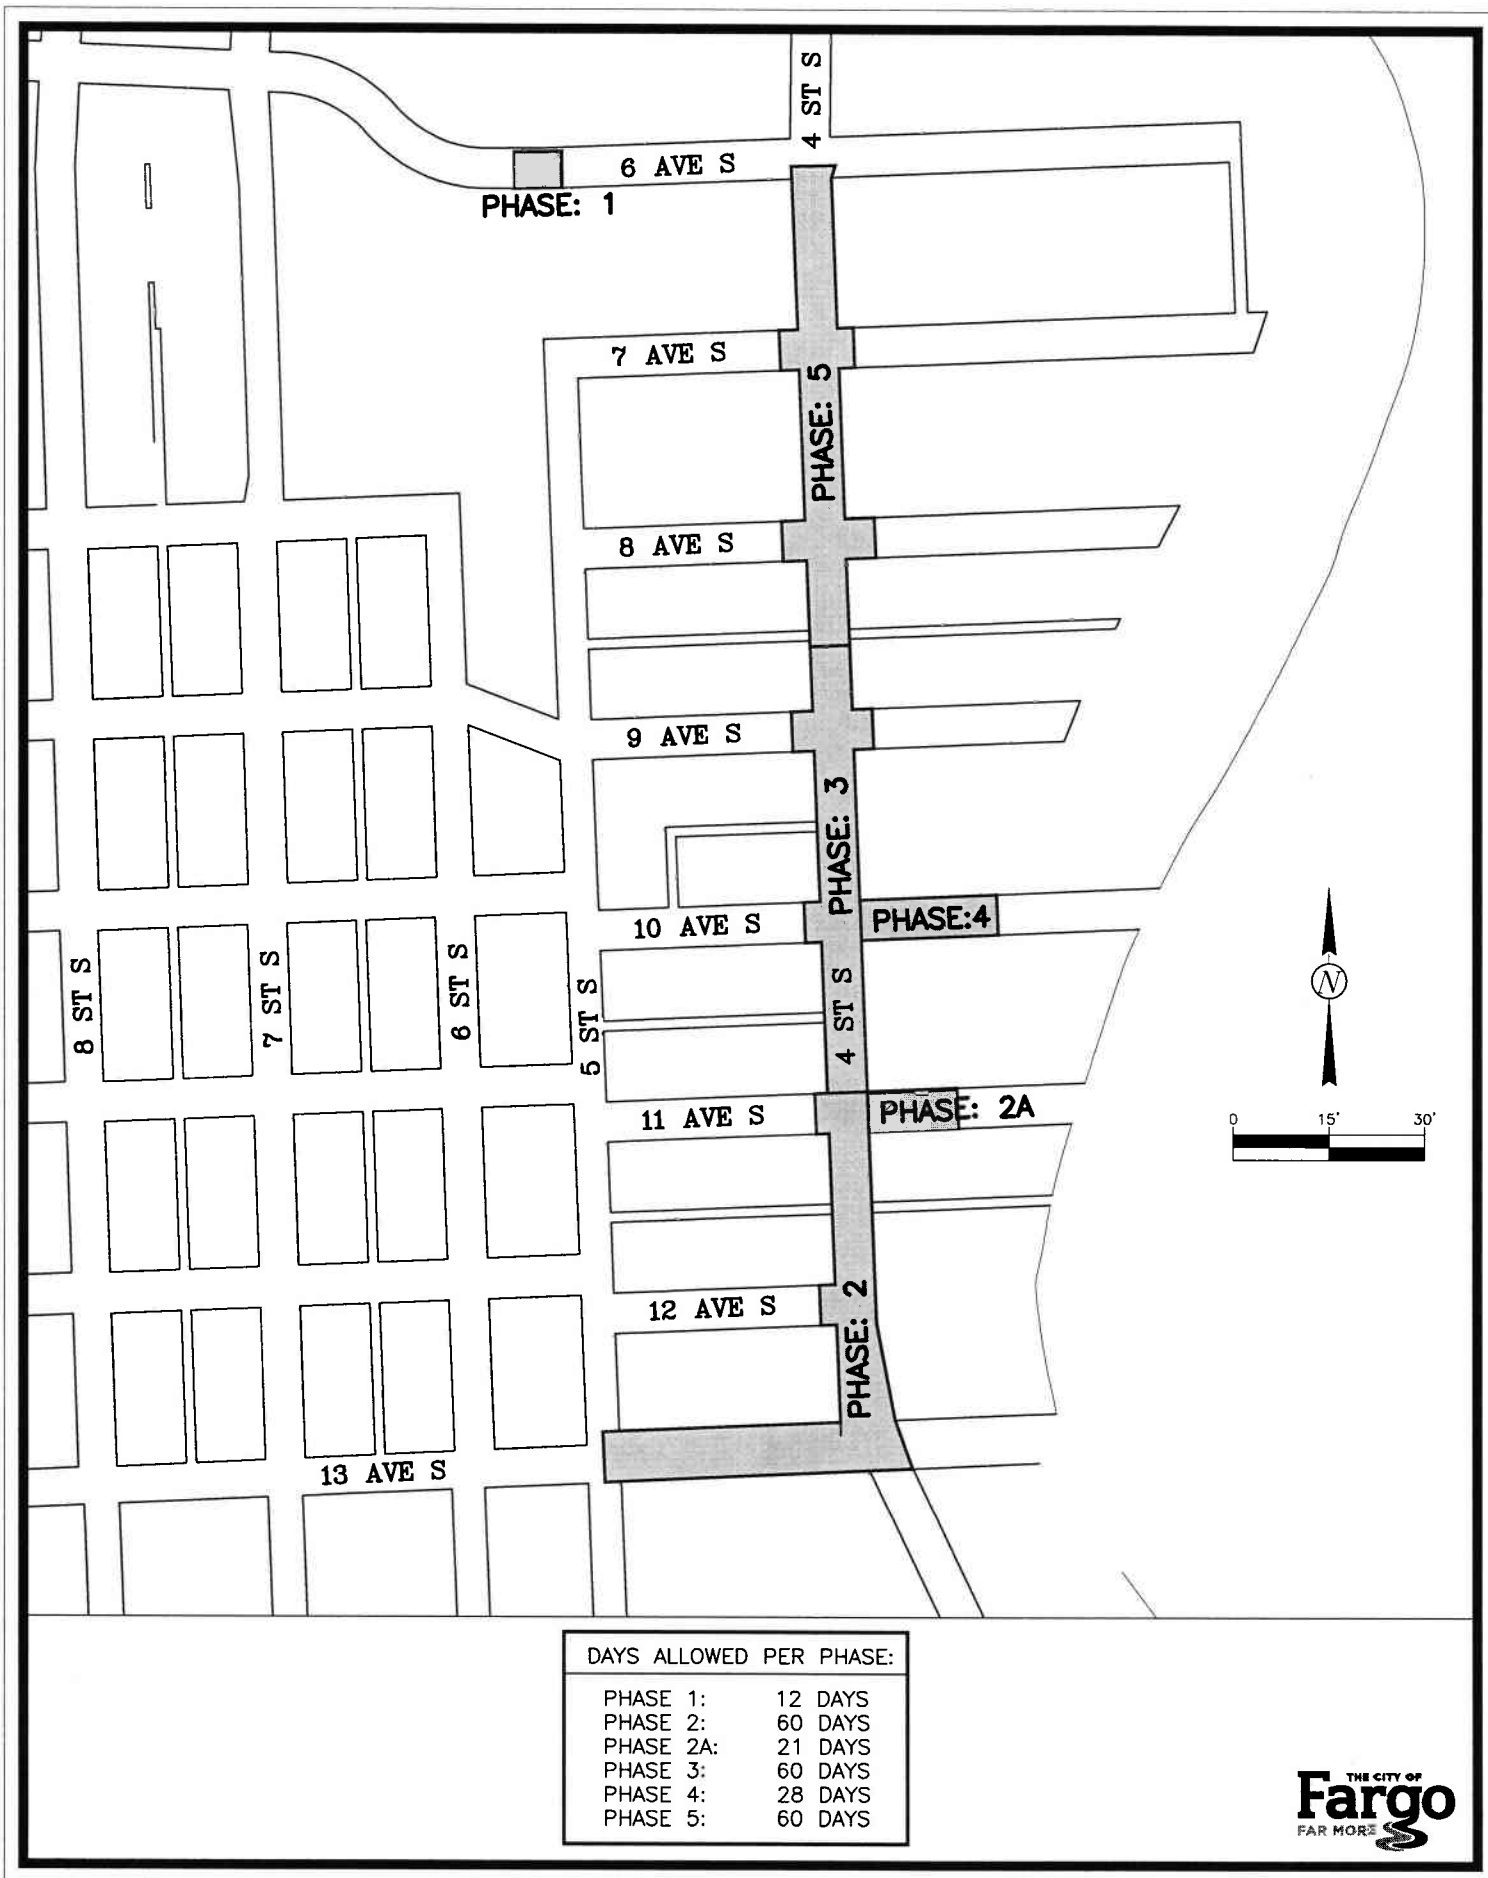 4 ST S
6 AVE S
PHASE: 1
7 AVE S
PHASE: 5
8 AVE S
9 AVE S
PHASE: 3
10 AVE S
PHASE:4
8 ST S
7 ST S
6 ST S
5 ST S
4 ST S
N
11 AVE S
PHASE: 2A
0 15' 30'
12 AVE S
PHASE: 2
13 AVE S
DAYS ALLOWED PER PHASE:
PHASE 1: 12 DAYS
PHASE 2: 60 DAYS
PHASE 2A: 21 DAYS
PHASE 3: 60 DAYS
PHASE 4: 28 DAYS
PHASE 5: 60 DAYS
THE CITY OF
Fargo
FAR MORE